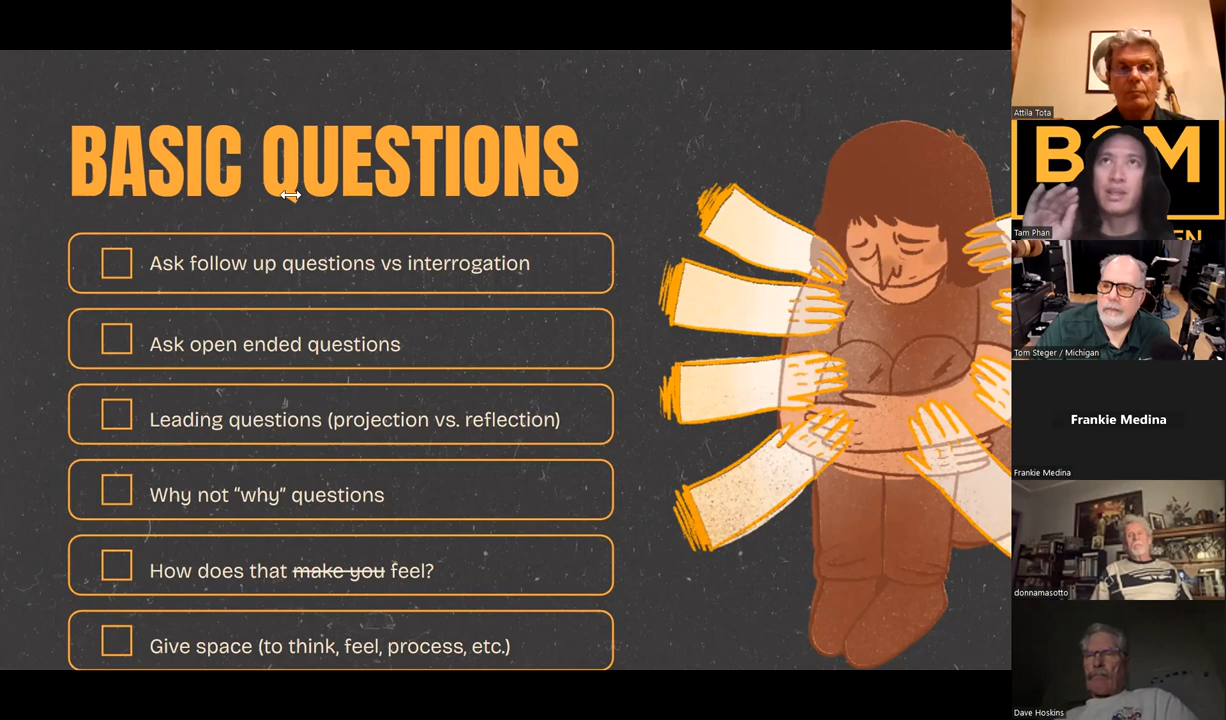 BASIC QUESTIONS
Ask follow up questions vs interrogation
Ask open ended questions
Leading questions (projection vs. reflection)
Why not “why” questions
How does that make you feel?
Give space (to think, feel, process, etc.)
Attila Tota
Tam Phan
Tom Steger / Michigan
Frankie Medina
Frankie Medina
donnamasotto
Dave Hoskins